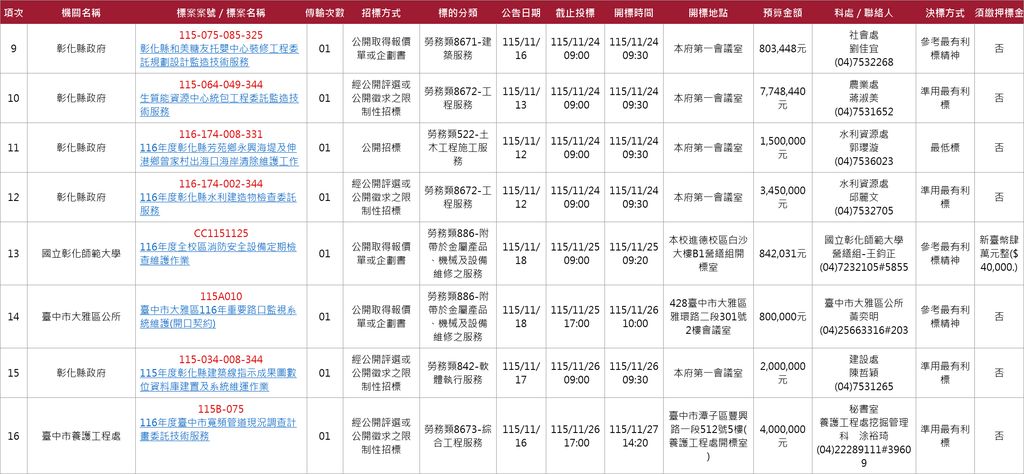 項次 機關名稱 標案案號 / 標案名稱 傳輸次數 招標方式 標的分類 公告日期 截止投標 開標時間 開標地點 預算金額 科處 / 聯絡人 決標方式 須繳押標金
9 彰化縣政府 115-075-085-325 彰化縣和美糖友托嬰中心裝修工程委託規劃設計監造技術服務 01 公開取得報價單或企劃書 勞務類8671-建築服務 115/11/16 115/11/24 09:00 115/11/24 09:30 本府第一會議室 803,448元 社會處 劉佳宜 (04)7532268 參考最有利標精神 否
10 彰化縣政府 115-064-049-344 生質能資源中心統包工程委託監造技術服務 01 經公開評選或公開徵求之限制性招標 勞務類8672-工程服務 115/11/13 115/11/24 09:00 115/11/24 09:30 本府第一會議室 7,748,440元 農業處 蔣淑美 (04)7531652 準用最有利標 否
11 彰化縣政府 116-174-008-331 116年度彰化縣芳苑鄉永興海堤及伸港鄉曾家村出海口海岸清除維護工作 01 公開招標 勞務類522-土木工程施工服務 115/11/12 115/11/24 09:00 115/11/24 09:30 本府第一會議室 1,500,000元 水利資源處 郭瓔漩 (04)7536023 最低標 否
12 彰化縣政府 116-174-002-344 116年度彰化縣水利建造物檢查委託服務 01 經公開評選或公開徵求之限制性招標 勞務類8672-工程服務 115/11/12 115/11/24 09:00 115/11/24 09:30 本府第一會議室 3,450,000元 水利資源處 邱麗文 (04)7532705 準用最有利標 否
13 國立彰化師範大學 CC1151125 116年度全校區消防安全設備定期檢查維護作業 01 公開取得報價單或企劃書 勞務類886-附帶於金屬產品、機械及設備維修之服務 115/11/18 115/11/25 09:00 115/11/25 09:20 本校進德校區白沙大樓B1營繕組開標室 842,031元 國立彰化師範大學 營繕組-王鈞正 (04)7232105#5855 參考最有利標精神 新臺幣肆萬元整($40,000.)
14 臺中市大雅區公所 115A010 臺中市大雅區116年重要路口監視系統維護(開口契約) 01 公開取得報價單或企劃書 勞務類886-附帶於金屬產品、機械及設備維修之服務 115/11/18 115/11/25 17:00 115/11/26 10:00 428臺中市大雅區雅環路二段301號2樓會議室 800,000元 臺中市大雅區公所 黃奕明 (04)25663316#203 參考最有利標精神 否
15 彰化縣政府 115-034-008-344 115年度彰化縣建築線指示成果圖數位資料庫建置及系統維運作業 01 經公開評選或公開徵求之限制性招標 勞務類842-軟體執行服務 115/11/17 115/11/26 09:00 115/11/26 09:30 本府第一會議室 2,000,000元 建設處 陳哲穎 (04)7531265 準用最有利標 否
16 臺中市養護工程處 115B-075 116年度臺中市寬頻管道現況調查計畫委託技術服務 01 經公開評選或公開徵求之限制性招標 勞務類8673-綜合工程服務 115/11/16 115/11/26 17:00 115/11/27 14:20 臺中市潭子區豐興路一段512號5樓(養護工程處開標室) 4,000,000元 秘書室 養護工程處挖掘管理科 涂裕琦 (04)22289111#39609 準用最有利標 否